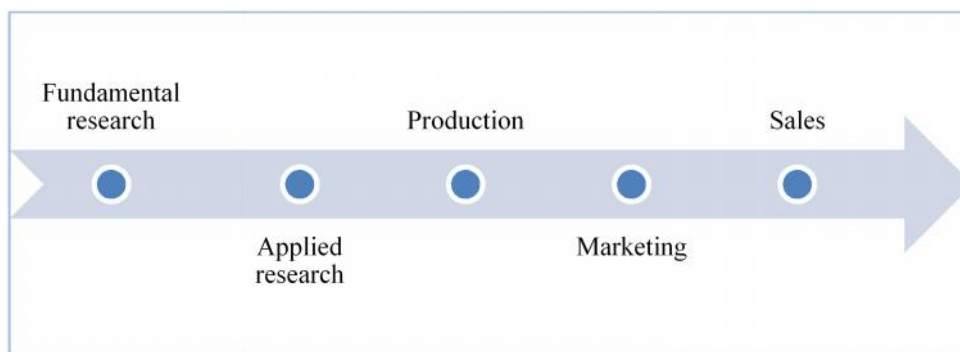 Fundamental
research
Applied
research
Production
Marketing
Sales